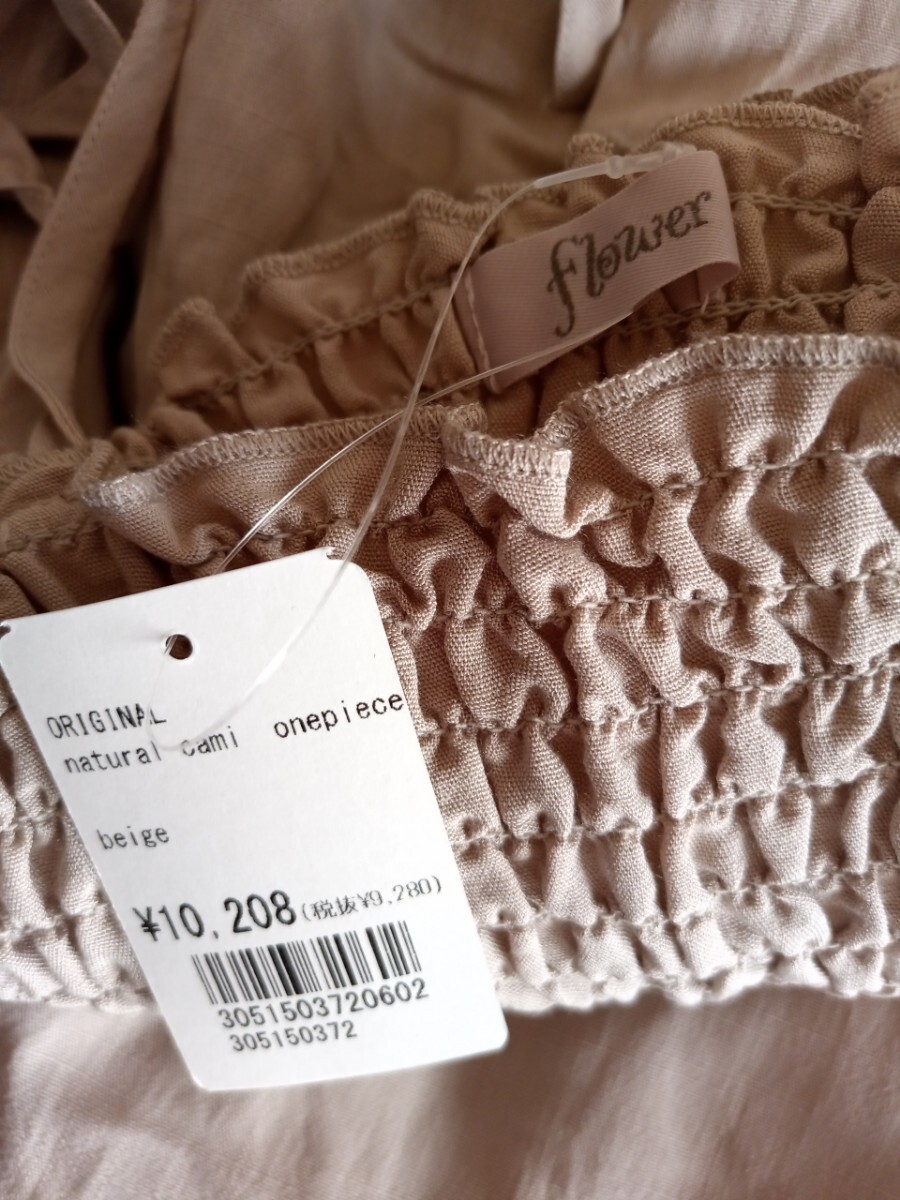 flower
ORIGINAL
natural cami onepiece
beige
¥10,208(税抜¥9,280)
3051503720602
305150372